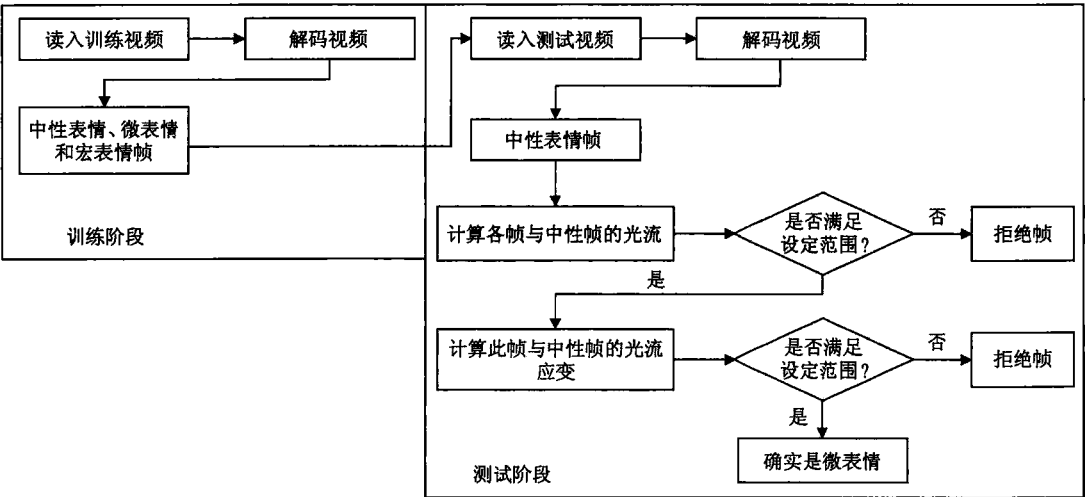 读入训练视频
解码视频
中性表情、微表情
和宏表情帧
训练阶段
读入测试视频
解码视频
中性表情帧
计算各帧与中性帧的光流
是否满足
设定范围?
否
拒绝帧
是
计算此帧与中性帧的光流
应变
是否满足
设定范围?
否
拒绝帧
是
确实是微表情
测试阶段